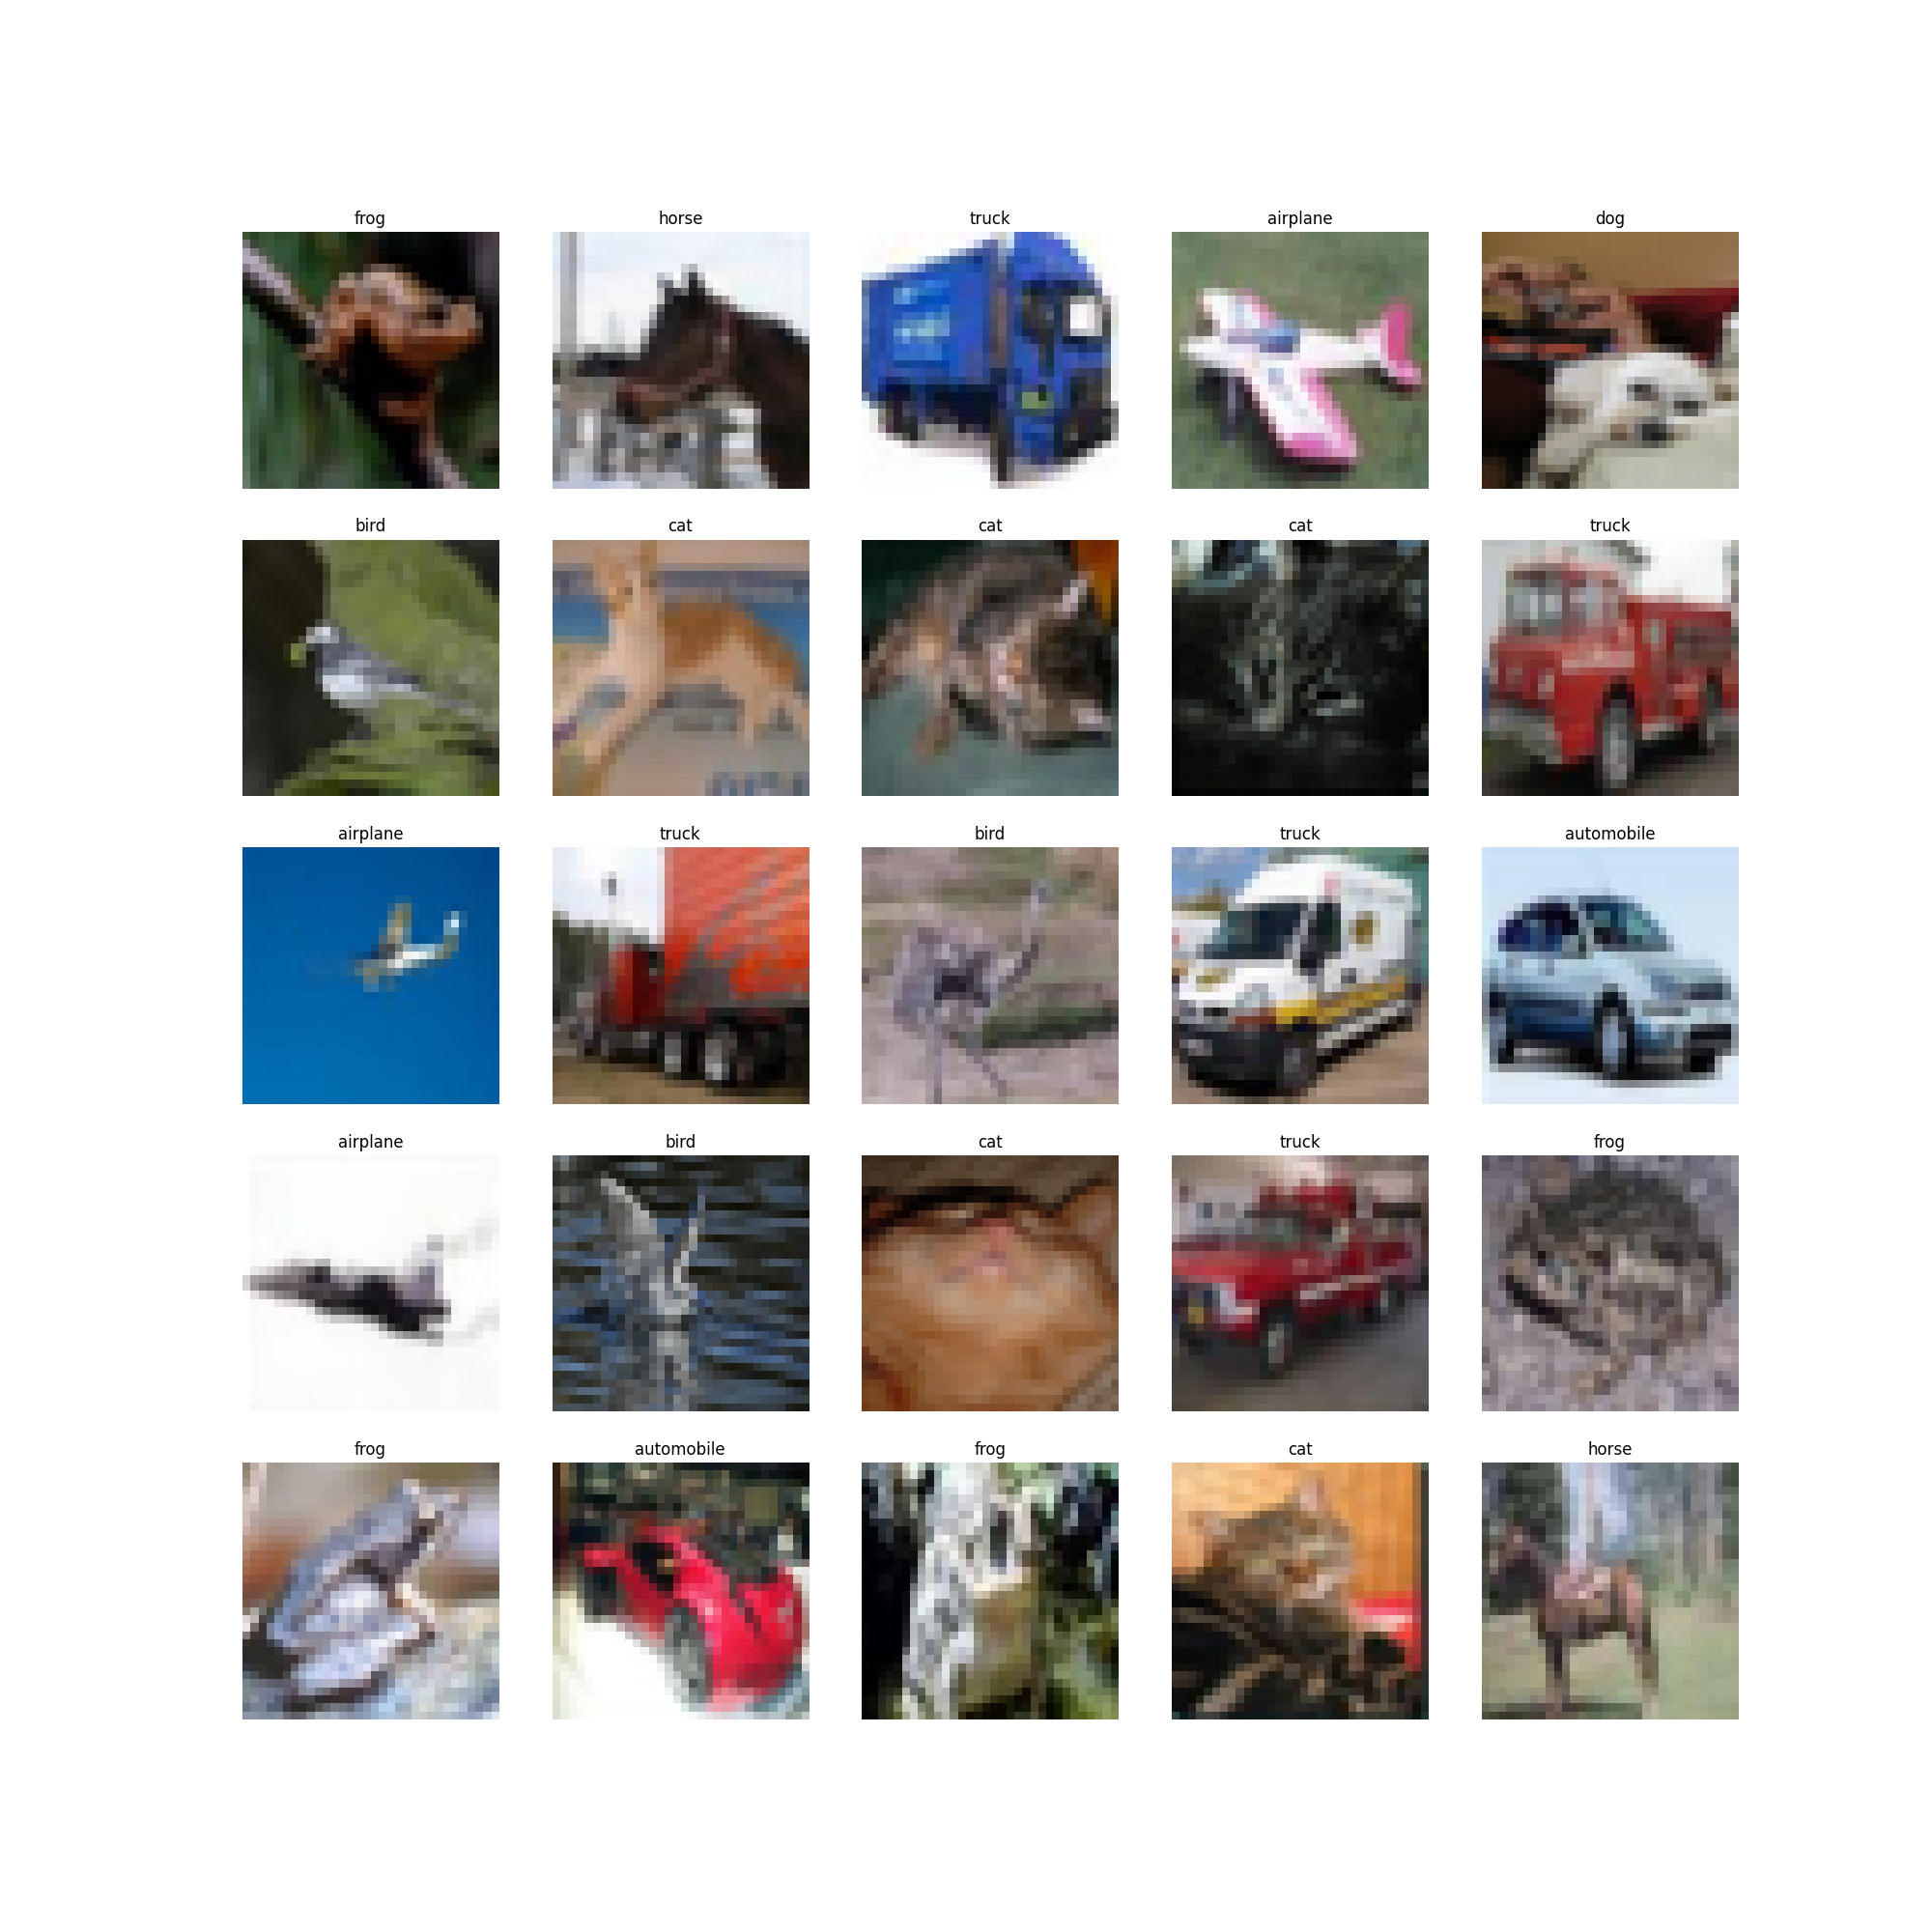 frog horse truck airplane dog
bird cat cat cat truck
airplane truck bird truck automobile
airplane bird cat truck frog
frog automobile frog cat horse